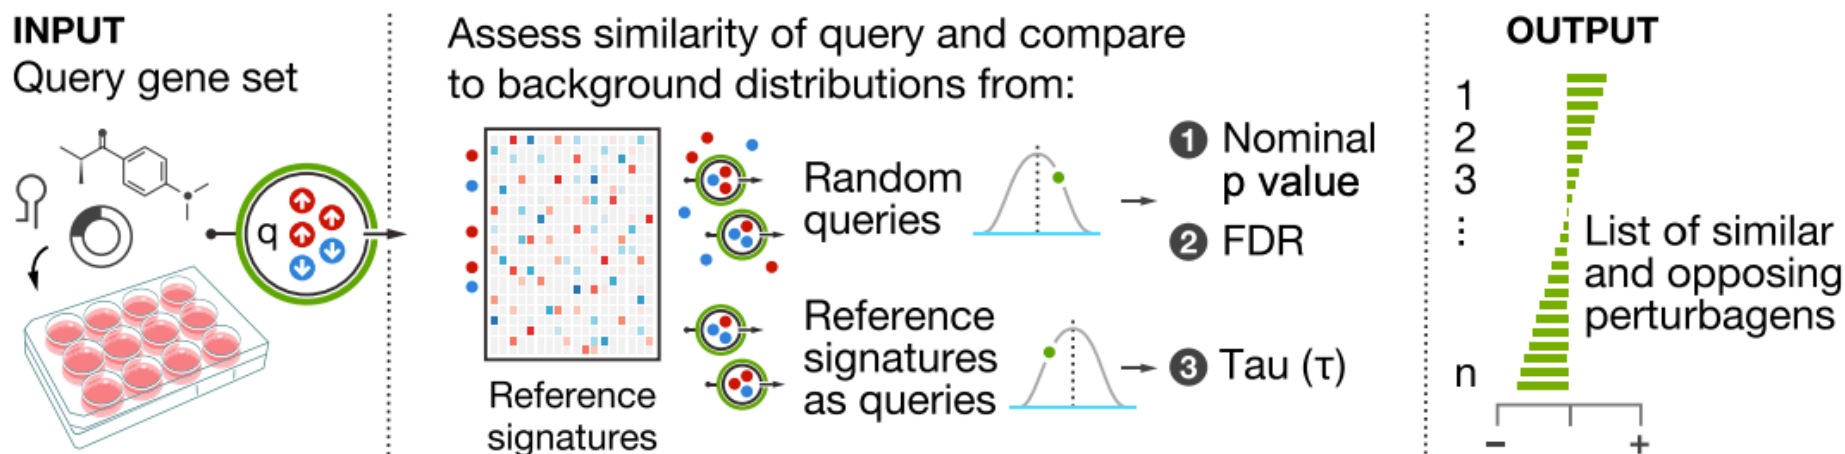 INPUT
Query gene set
q
Assess similarity of query and compare
to background distributions from:
Reference
signatures
Random
queries
1 Nominal
p value
2 FDR
Reference
signatures
as queries
3 Tau (τ)
OUTPUT
1
2
3
⋮
n
List of similar
and opposing
perturbagens
− +